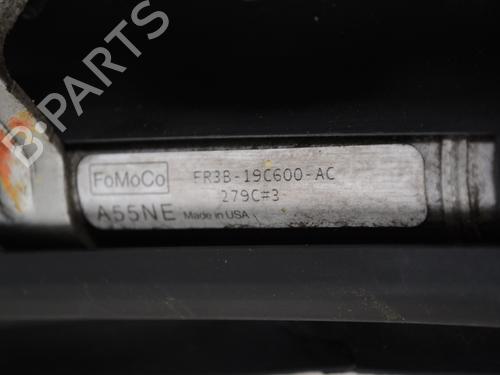 B-PARTS
FoMoCo FR3B-19C600-AC
279C#3
A55NE Made in USA